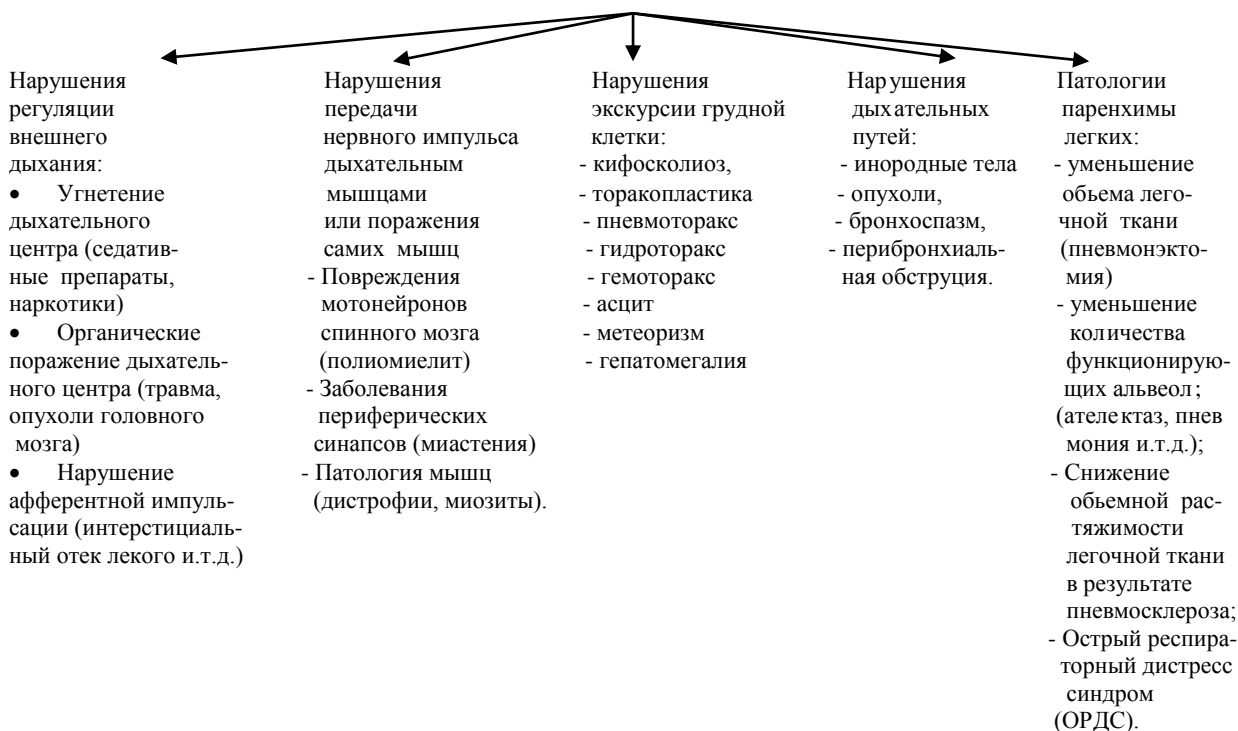 Нарушения
регуляции
внешнего
дыхания:
• Угнетение
дыхательного
центра (седатив-
ные препараты,
наркотики)
• Органические
поражение дыхатель-
ного центра (травма,
опухоли головного
мозга)
• Нарушение
афферентной импуль-
сации (интерстициаль-
ный отек лекого и.т.д.)
Нарушения
передачи
нервного импульса
дыхательным
мышцами
или поражения
самих мышц
- Повреждения
мотонейронов
спинного мозга
(полиомиелит)
- Заболевания
периферических
синапсов (миастения)
- Патология мышц
(дистрофии, миозиты).
Нарушения
экскурсии грудной
клетки:
- кифосколиоз,
- торакопластика
- пневмоторакс
- гидроторакс
- гемоторакс
- асцит
- метеоризм
- гепатомегалия
Нарушения
дыхательных
путей:
- инородные тела
- опухоли,
- бронхоспазм,
- перибронхиаль-
ная обструция.
Патологии
паренхимы
легких:
- уменьшение
обьема лего-
чной ткани
(пневмонэкто-
мия)
- уменьшение
количества
функционирую-
щих альвеол;
(ателектаз, пнев
мония и.т.д.);
- Снижение
обьемной рас-
тяжимости
легочной ткани
в результате
пневмосклероза;
- Острый респира-
торный дистресс
синдром
(ОРДС).